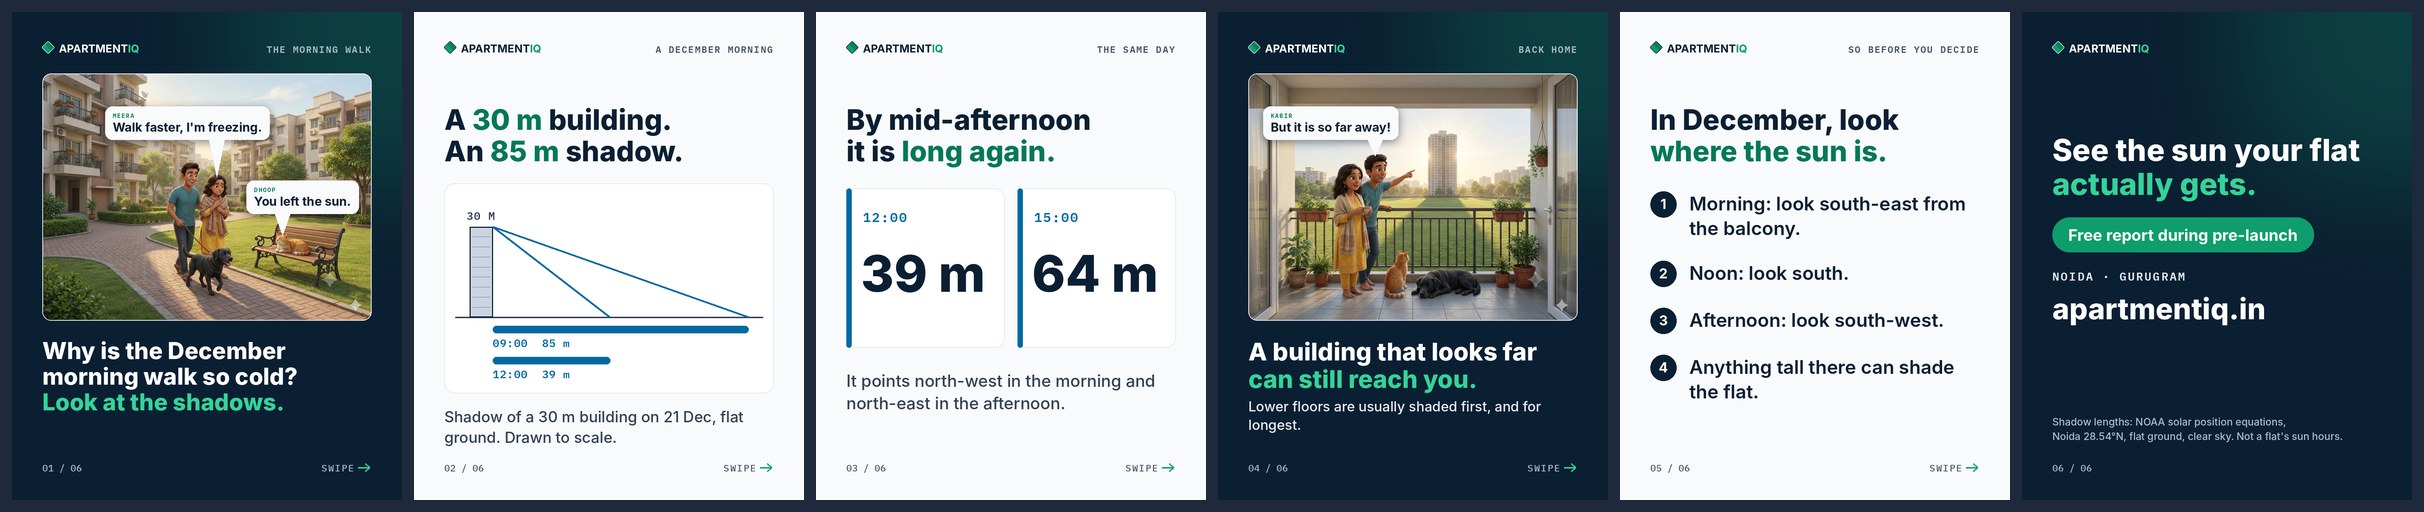 APARTMENTIQ
THE MORNING WALK
MEERA
Walk faster, I'm freezing.
DHOOP
You left the sun.
Why is the December
morning walk so cold?
Look at the shadows.
01 / 06
SWIPE
APARTMENTIQ
A DECEMBER MORNING
A 30 m building.
An 85 m shadow.
30 M
09:00 85 m
12:00 39 m
Shadow of a 30 m building on 21 Dec, flat
ground. Drawn to scale.
02 / 06
SWIPE
APARTMENTIQ
THE SAME DAY
By mid-afternoon
it is long again.
12:00
39 m
15:00
64 m
It points north-west in the morning and
north-east in the afternoon.
03 / 06
SWIPE
APARTMENTIQ
BACK HOME
KABIR
But it is so far away!
A building that looks far
can still reach you.
Lower floors are usually shaded first, and for
longest.
04 / 06
SWIPE
APARTMENTIQ
SO BEFORE YOU DECIDE
In December, look
where the sun is.
1 Morning: look south-east from
the balcony.
2 Noon: look south.
3 Afternoon: look south-west.
4 Anything tall there can shade
the flat.
05 / 06
SWIPE
APARTMENTIQ
See the sun your flat
actually gets.
Free report during pre-launch
NOIDA · GURUGRAM
apartmentiq.in
Shadow lengths: NOAA solar position equations,
Noida 28.54°N, flat ground, clear sky. Not a flat's sun hours.
06 / 06